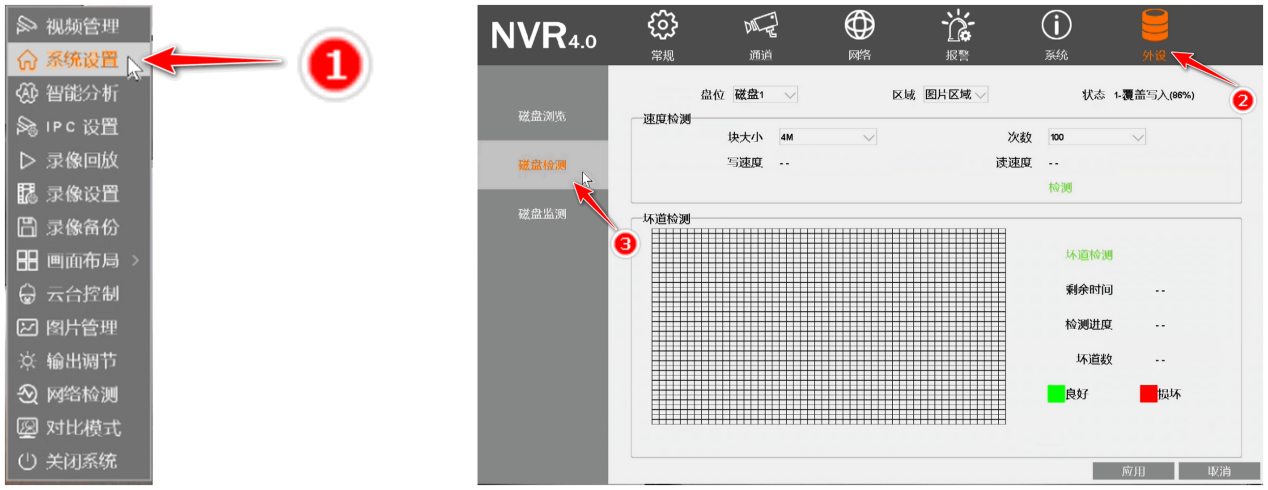 视频管理
系统设置
智能分析
IPC 设置
录像回放
录像设置
录像备份
画面布局 >
云台控制
图片管理
输出调节
网络检测
对比模式
关闭系统
1
NVR4.0
常规 通道 网络 报警 系统 外设
2
磁盘浏览
磁盘检测
磁盘监测
3
盘位 磁盘1 区域 图片区域 状态 1-覆盖写入(86%)
速度检测
块大小 4M 次数 100
写速度 -- 读速度 --
检测
坏道检测
坏道检测
剩余时间 --
检测进度 --
坏道数 --
良好 损坏
应用 取消